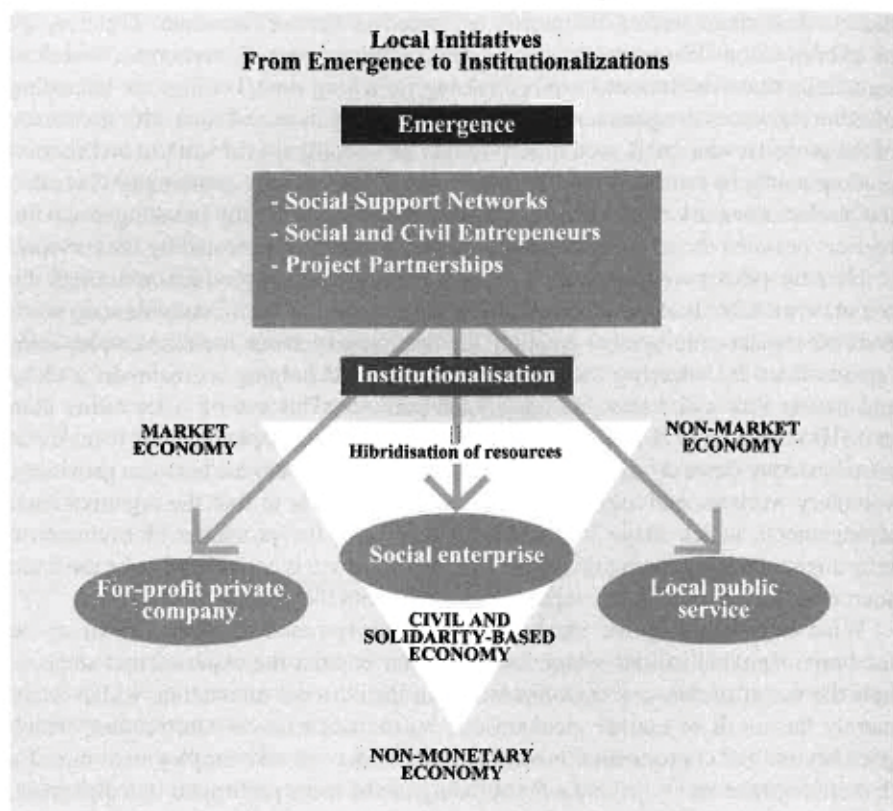 Local Initiatives
From Emergence to Institutionalizations
Emergence
- Social Support Networks
- Social and Civil Entrepeneurs
- Project Partnerships
Institutionalisation
MARKET
ECONOMY
NON-MARKET
ECONOMY
Hibridisation of resources
For-profit private
company
Social enterprise
Local public
service
CIVIL AND
SOLIDARITY-BASED
ECONOMY
NON-MONETARY
ECONOMY